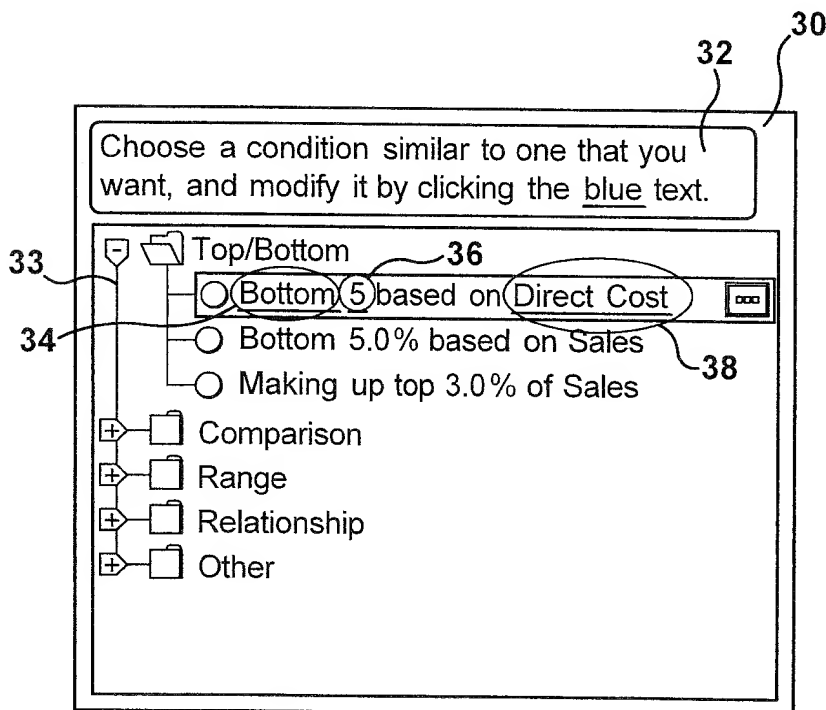 30
32
Choose a condition similar to one that you
want, and modify it by clicking the blue text.
33
Top/Bottom
36
Bottom 5 based on Direct Cost
34
Bottom 5.0% based on Sales
38
Making up top 3.0% of Sales
Comparison
Range
Relationship
Other